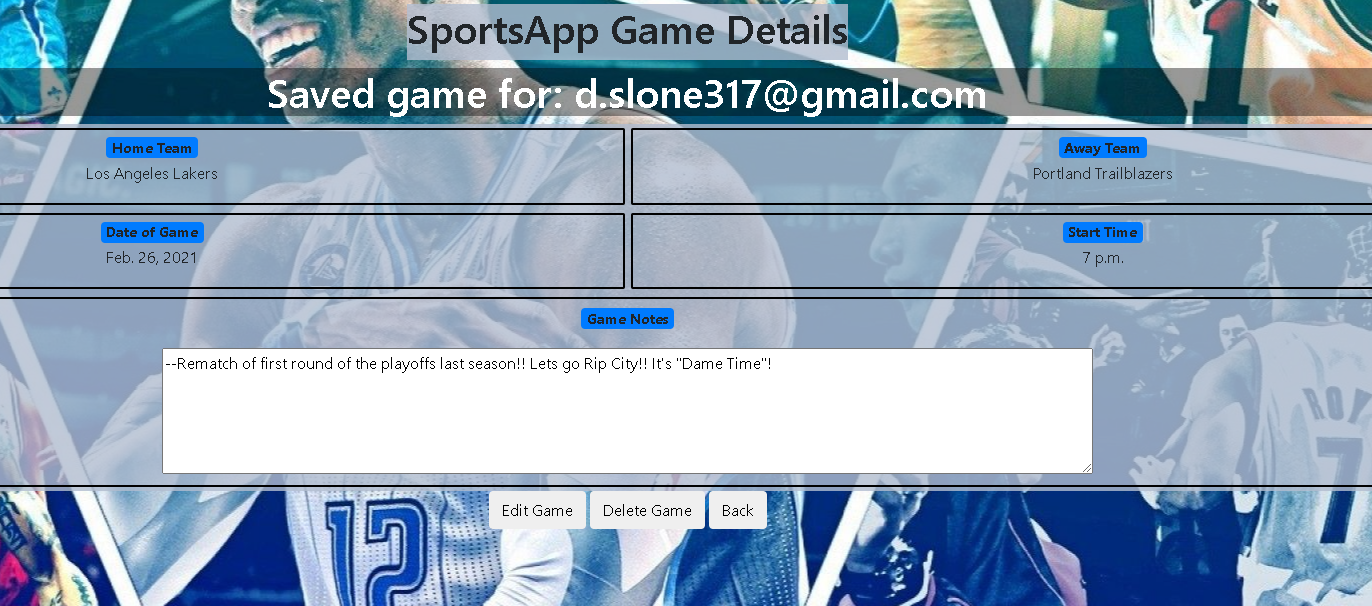 SportsApp Game Details
Saved game for: d.slone317@gmail.com
Home Team
Los Angeles Lakers
Away Team
Portland Trailblazers
Date of Game
Feb. 26, 2021
Start Time
7 p.m.
Game Notes
--Rematch of first round of the playoffs last season!! Lets go Rip City!! It's "Dame Time"!
Edit Game
Delete Game
Back
12
7